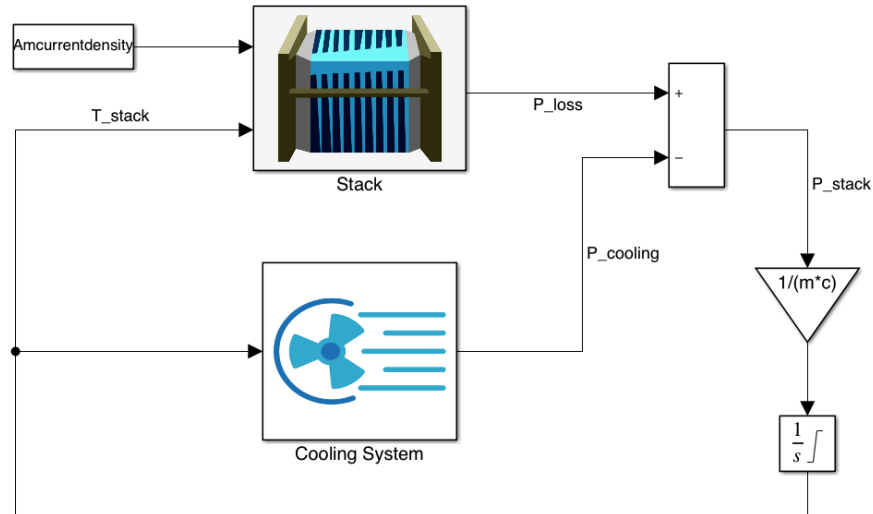 Amcurrentdensity
T_stack
Stack
P_loss
+
−
P_stack
P_cooling
1/(m*c)
Cooling System
1
s